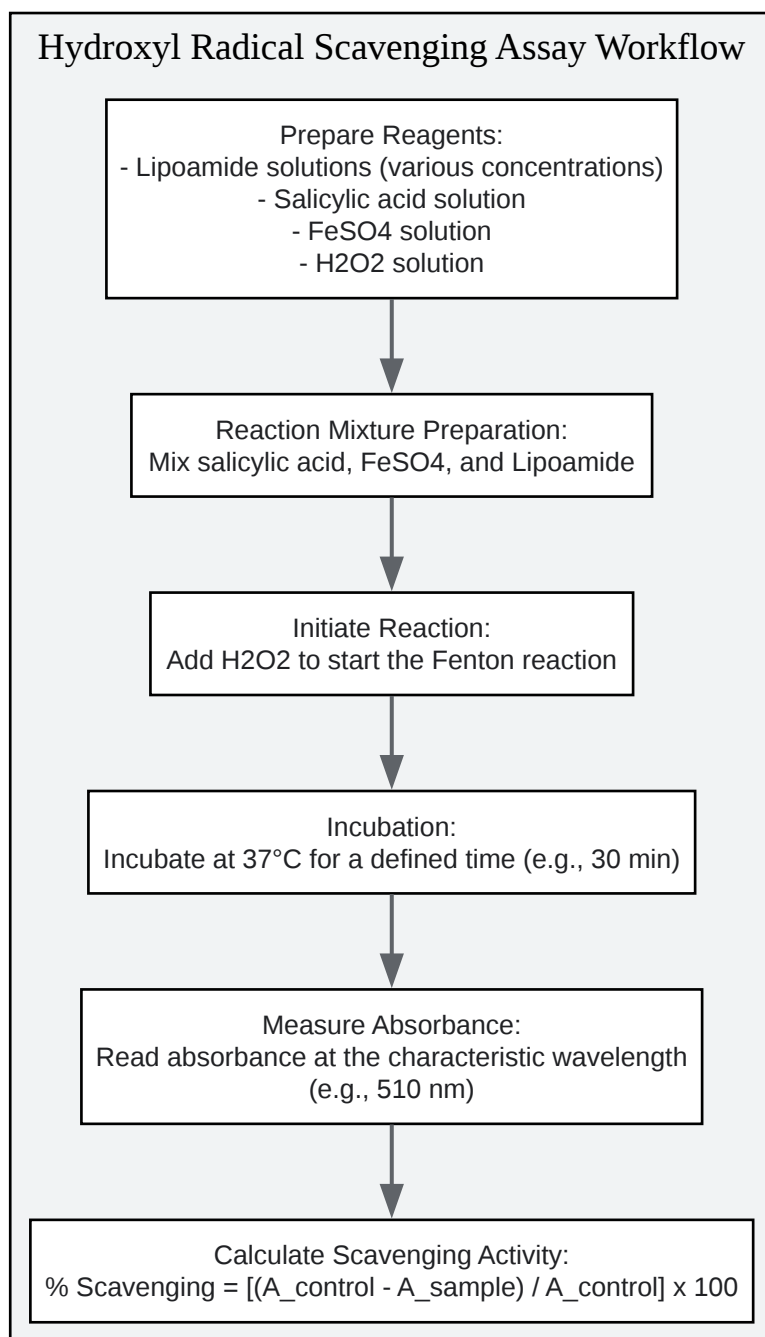 Hydroxyl Radical Scavenging Assay Workflow
Prepare Reagents:
- Lipoamide solutions (various concentrations)
- Salicylic acid solution
- FeSO4 solution
- H2O2 solution
Reaction Mixture Preparation:
Mix salicylic acid, FeSO4, and Lipoamide
Initiate Reaction:
Add H2O2 to start the Fenton reaction
Incubation:
Incubate at 37°C for a defined time (e.g., 30 min)
Measure Absorbance:
Read absorbance at the characteristic wavelength
(e.g., 510 nm)
Calculate Scavenging Activity:
% Scavenging = [(A_control - A_sample) / A_control] x 100